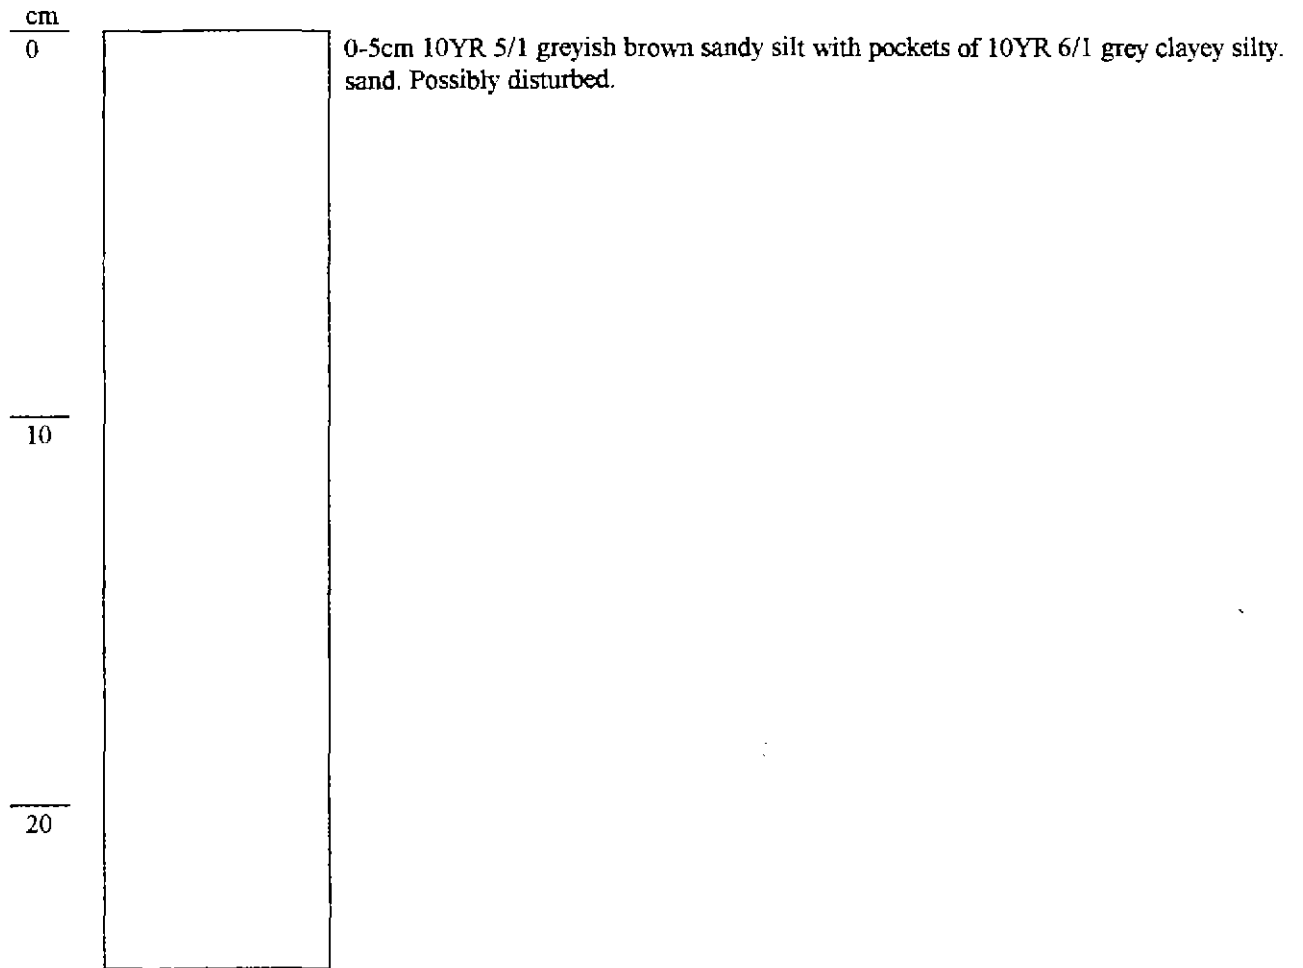 cm
0
0-5cm 10YR 5/1 greyish brown sandy silt with pockets of 10YR 6/1 grey clayey silty.
sand. Possibly disturbed.
10
20